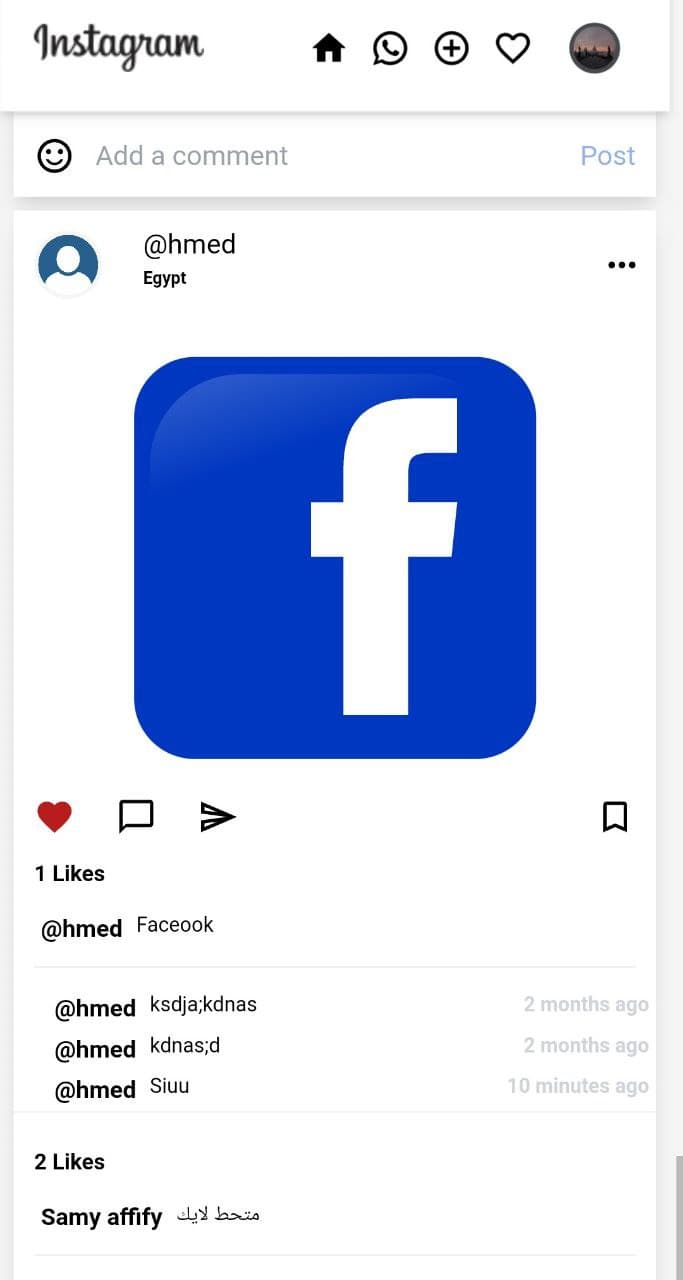 Instagram
Add a comment Post
@hmed
Egypt
f
1 Likes
@hmed Faceook
@hmed ksdja;kdnas 2 months ago
@hmed kdnas;d 2 months ago
@hmed Siuu 10 minutes ago
2 Likes
Samy affify متحط لايك